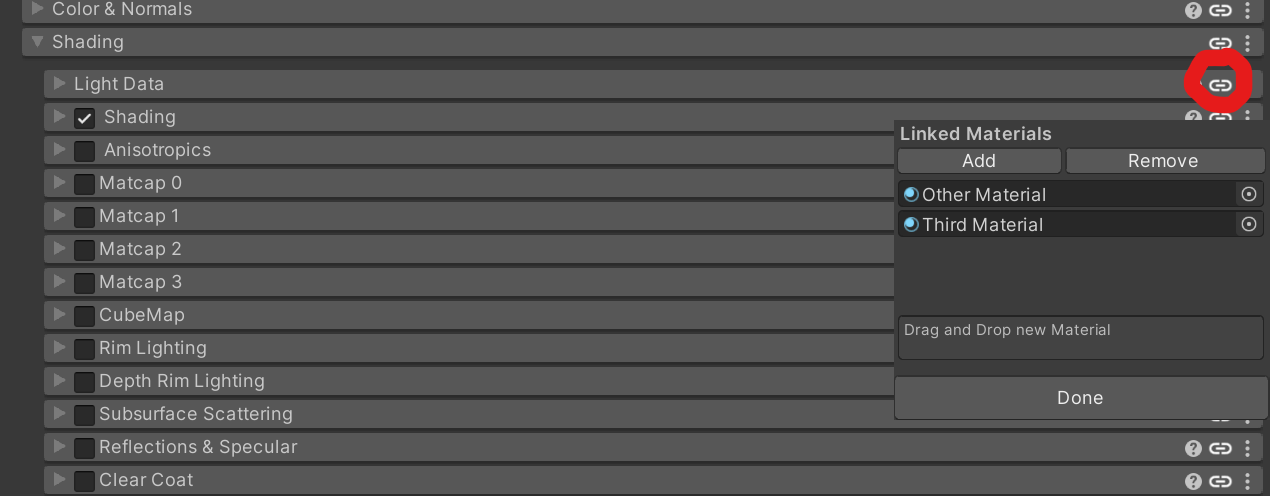 Color & Normals
Shading
Light Data
Shading
Linked Materials
Anisotropics
Add Remove
Matcap 0
Other Material
Matcap 1
Third Material
Matcap 2
Matcap 3
CubeMap
Drag and Drop new Material
Rim Lighting
Depth Rim Lighting
Done
Subsurface Scattering
Reflections & Specular
Clear Coat